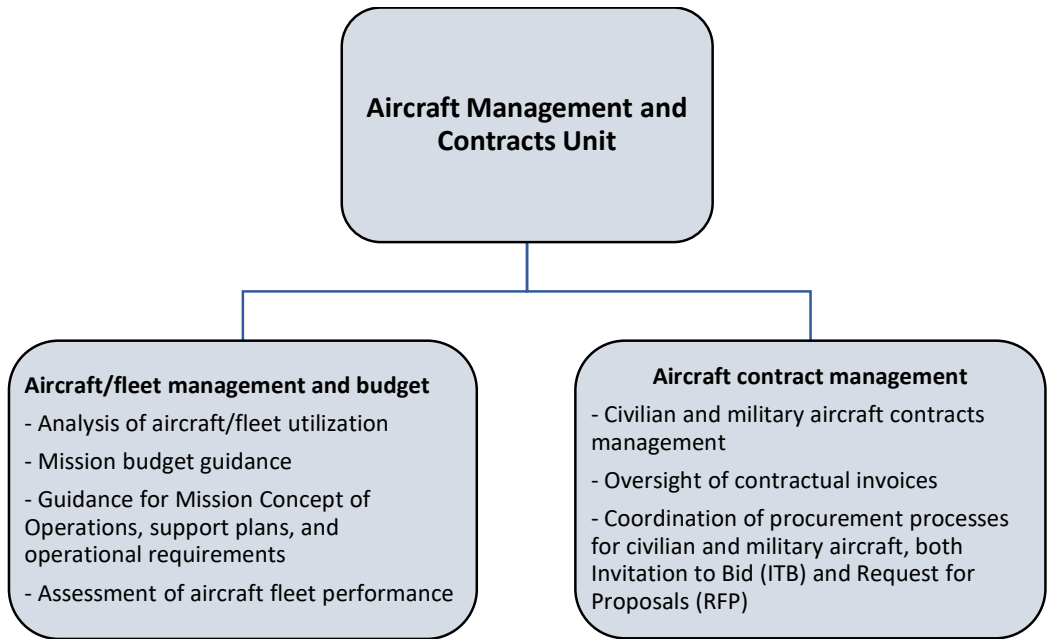 Aircraft Management and
Contracts Unit
Aircraft/fleet management and budget
- Analysis of aircraft/fleet utilization
- Mission budget guidance
- Guidance for Mission Concept of
Operations, support plans, and
operational requirements
- Assessment of aircraft fleet performance
Aircraft contract management
- Civilian and military aircraft contracts
management
- Oversight of contractual invoices
- Coordination of procurement processes
for civilian and military aircraft, both
Invitation to Bid (ITB) and Request for
Proposals (RFP)